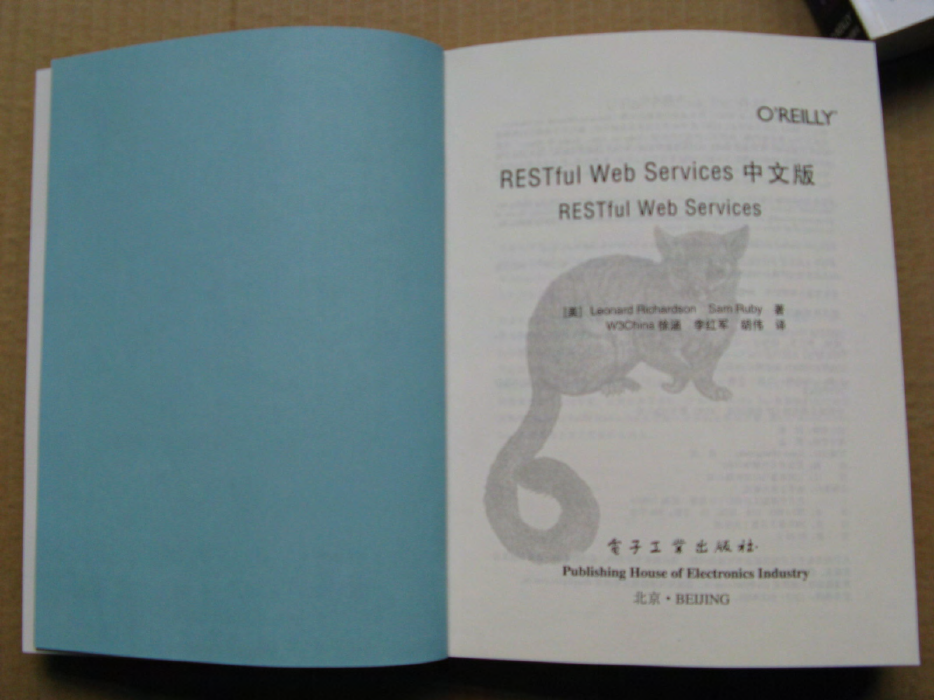 O'REILLY
RESTful Web Services 中文版
RESTful Web Services
[美] Leonard Richardson Sam Ruby 著
W3China 徐涵 李红军 胡伟 译
电子工业出版社·
Publishing House of Electronics Industry
北京·BEIJING